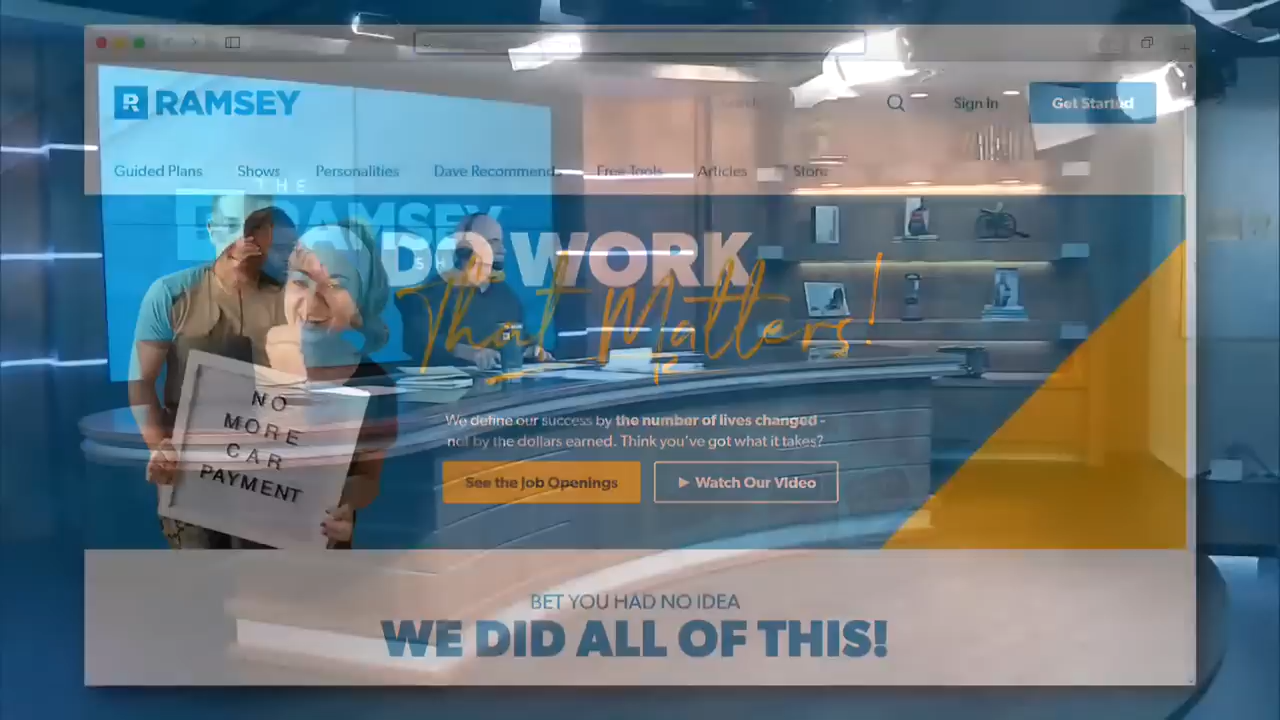 RAMSEY
Sign In
Get Started
Guided Plans Shows Personalities Dave Recommends Free Tools Articles Store
THE
RAMSEY
DO WORK
That Matters!
NO
MORE
CAR
PAYMENT
We define our success by the number of lives changed -
not by the dollars earned. Think you've got what it takes?
See the Job Openings
Watch Our Video
BET YOU HAD NO IDEA
WE DID ALL OF THIS!